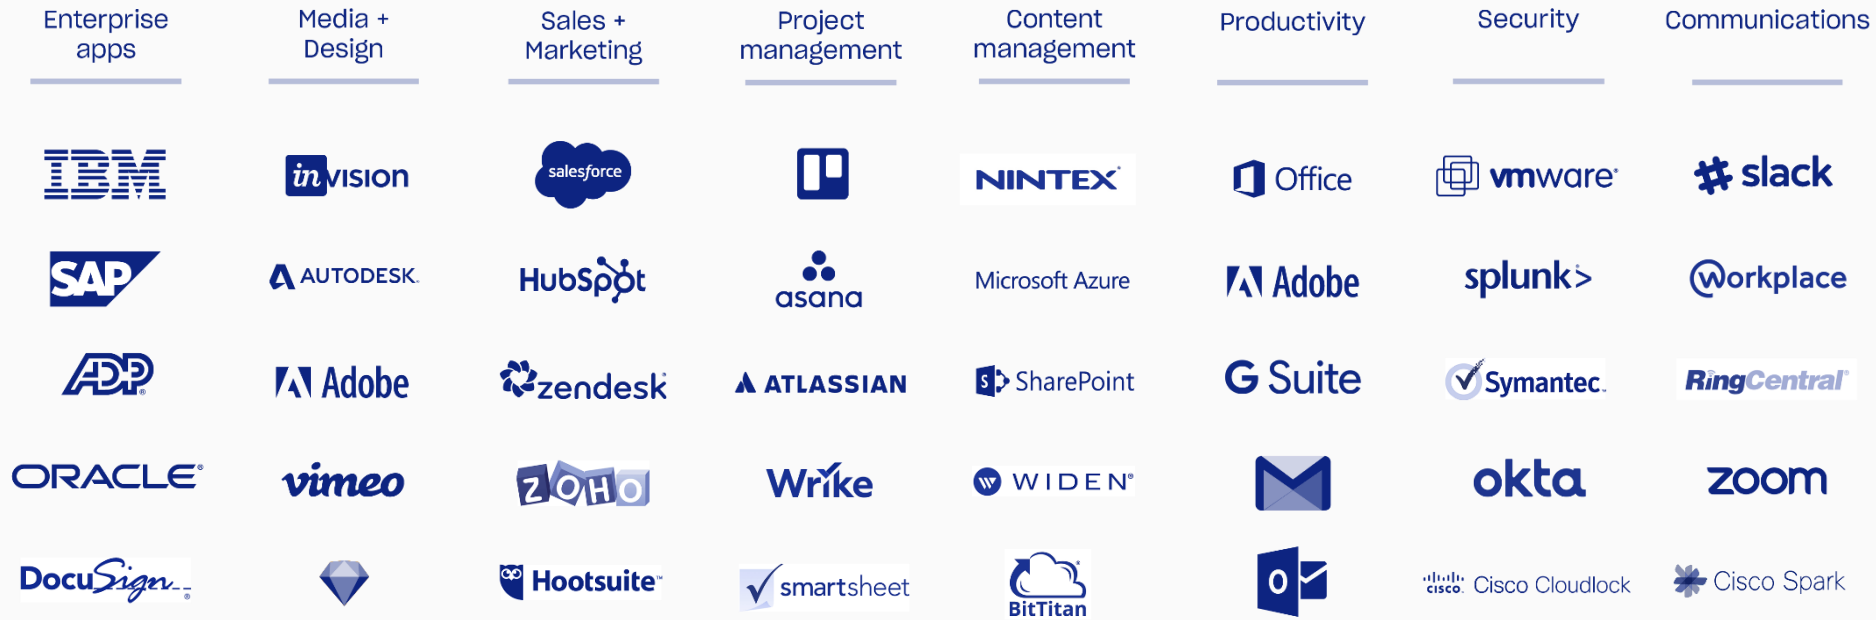 Enterprise
apps
Media +
Design
Sales +
Marketing
Project
management
Content
management
Productivity
Security
Communications
IBM
invision
salesforce
NINTEX
Office
vmware
slack
SAP
AUTODESK
HubSpot
asana
Microsoft Azure
Adobe
splunk>
workplace
ADP
Adobe
zendesk
ATLASSIAN
S SharePoint
G Suite
Symantec
RingCentral
ORACLE
vimeo
ZOHO
Wrike
W WIDEN
okta
zoom
DocuSign
Hootsuite
smartsheet
BitTitan
O
cisco Cisco Cloudlock
Cisco Spark